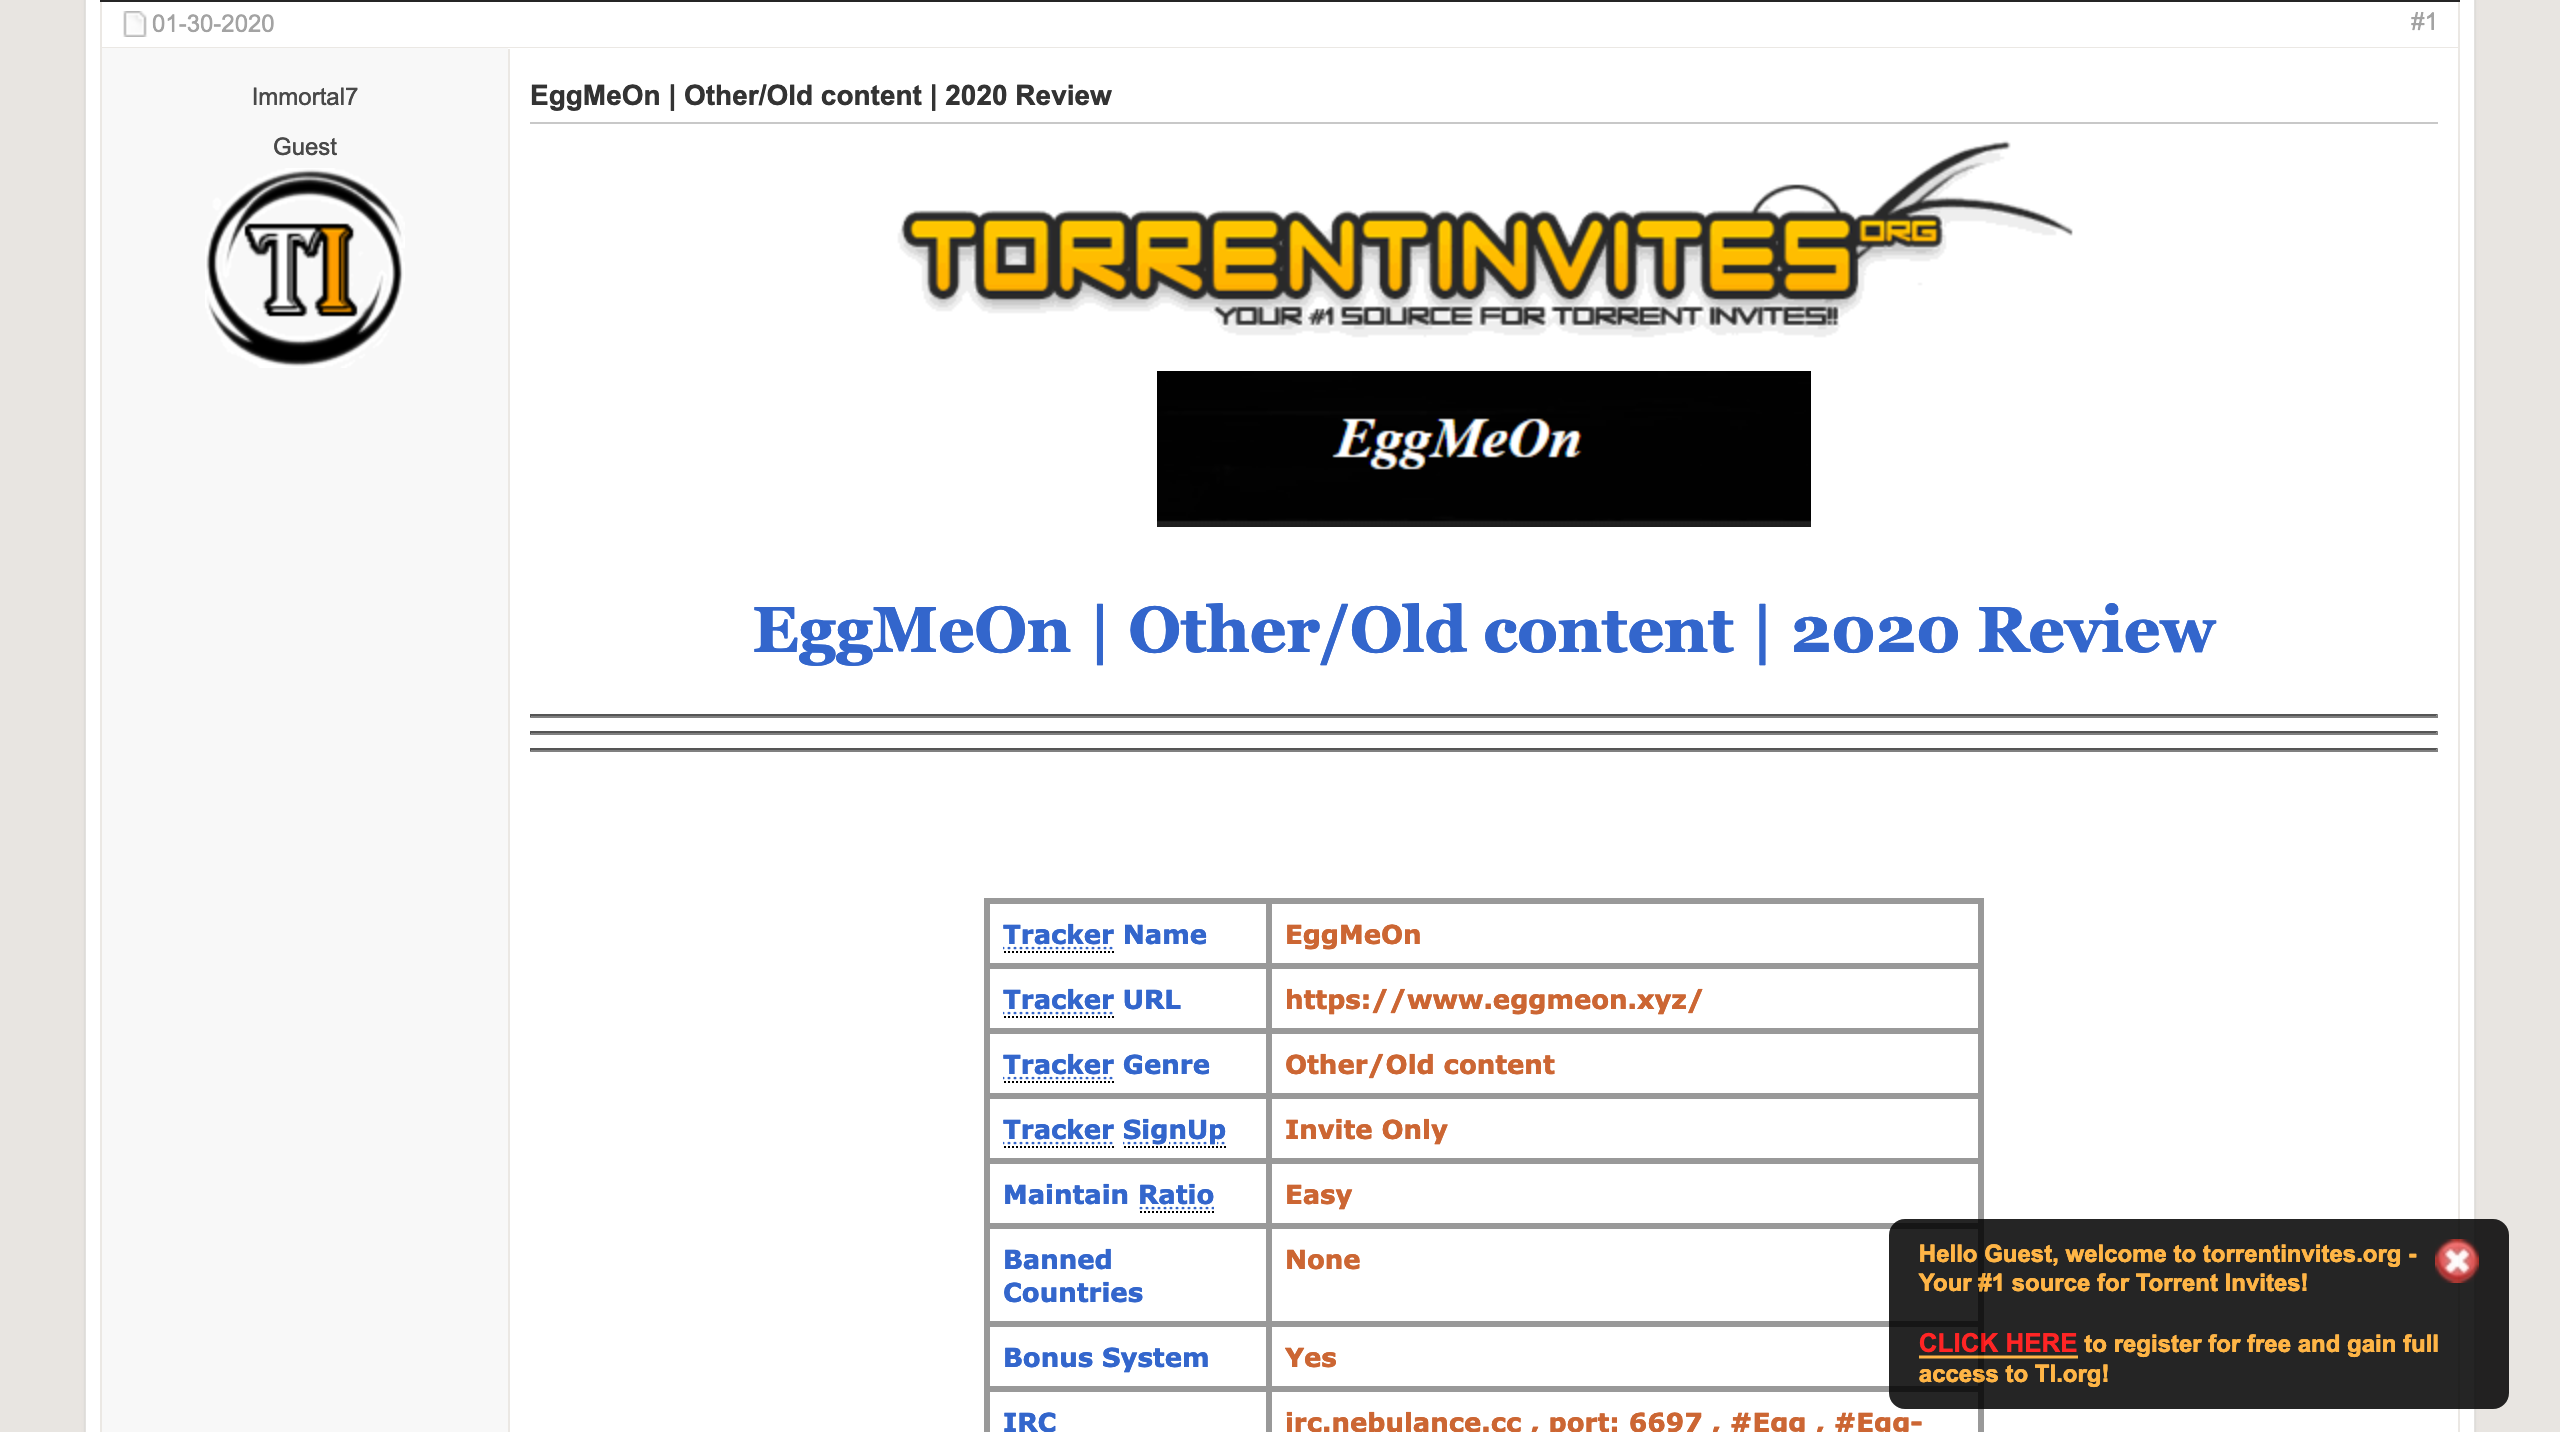 01-30-2020
#1
Immortal7
Guest
TI
EggMeOn | Other/Old content | 2020 Review
TORRENTINVITES ORG
YOUR #1 SOURCE FOR TORRENT INVITES!!
EggMeOn
EggMeOn | Other/Old content | 2020 Review
Tracker Name EggMeOn
Tracker URL https://www.eggmeon.xyz/
Tracker Genre Other/Old content
Tracker SignUp Invite Only
Maintain Ratio Easy
Banned Countries None
Bonus System Yes
IRC irc.nebulance.cc , port: 6697 , #Egg , #Egg-
Hello Guest, welcome to torrentinvites.org -
Your #1 source for Torrent Invites!
CLICK HERE to register for free and gain full
access to TI.org!